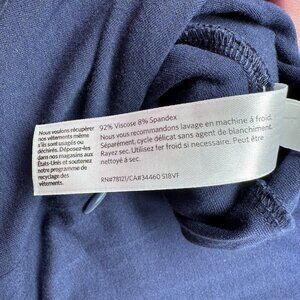 Nous voulons récupérer
nos vêtements même
s'ils sont usagés ou
déchirés. Déposez-les
dans nos magasins aux
États-Unis et soutenez
notre programme de
recyclage des
vêtements.
92% Viscose 8% Spandex
Nous vous recommandons lavage en machine à froid.
Séparément, cycle délicat sans agent de blanchiment.
Rayez sec. Utilisez fer froid si necessaire. Peut être
nettoyé á sec.
RN#78121/CA#34460 S18VF